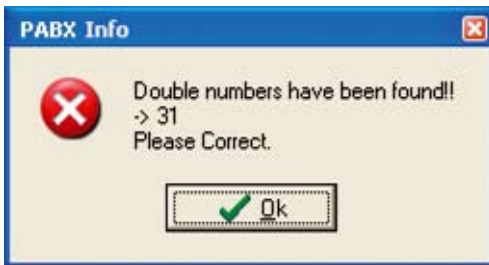 PABX Info
Double numbers have been found!!
-> 31
Please Correct.
Ok